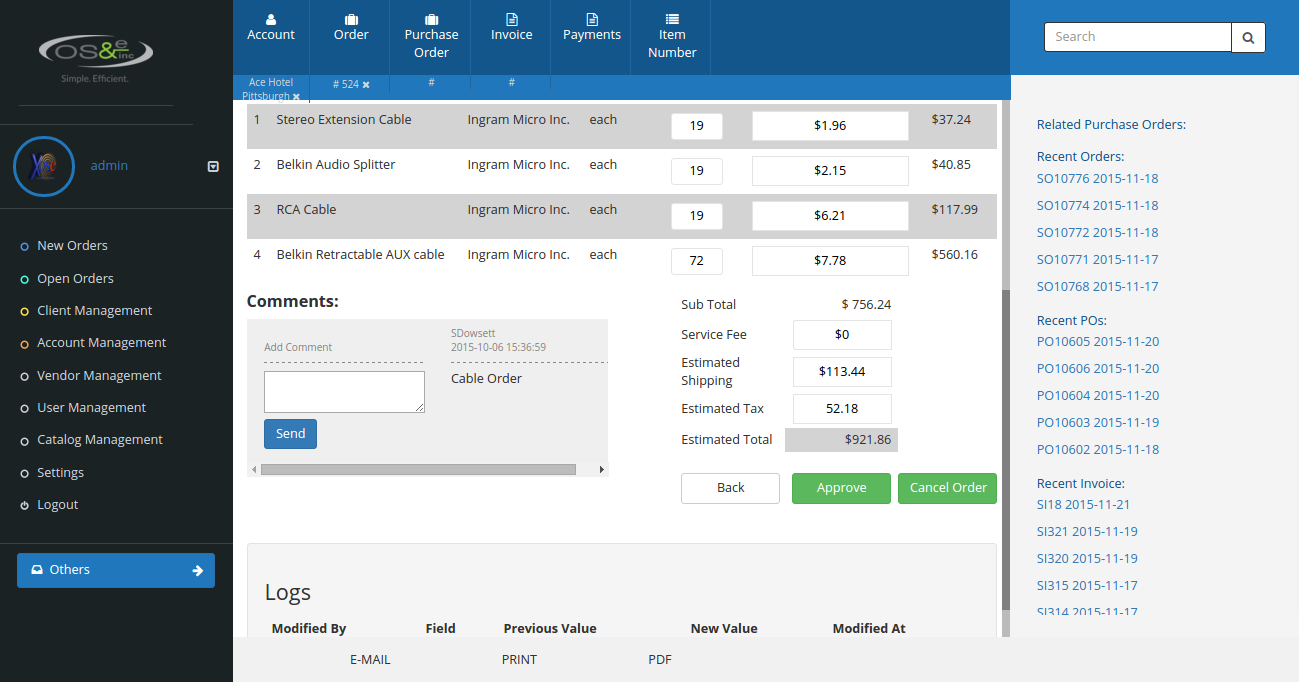 OS&e inc
Simple. Efficient.
admin
New Orders
Open Orders
Client Management
Account Management
Vendor Management
User Management
Catalog Management
Settings
Logout
Others
Account
Order
Purchase
Order
Invoice
Payments
Item
Number
Ace Hotel
Pittsburgh ✖
# 524 ✖
#
#
Search
1 Stereo Extension Cable Ingram Micro Inc. each 19 $1.96 $37.24
2 Belkin Audio Splitter Ingram Micro Inc. each 19 $2.15 $40.85
3 RCA Cable Ingram Micro Inc. each 19 $6.21 $117.99
4 Belkin Retractable AUX cable Ingram Micro Inc. each 72 $7.78 $560.16
Comments:
Add Comment
Send
SDowsett
2015-10-06 15:36:59
Cable Order
Sub Total $ 756.24
Service Fee $0
Estimated
Shipping $113.44
Estimated Tax 52.18
Estimated Total $921.86
Back Approve Cancel Order
Logs
Modified By Field Previous Value New Value Modified At
E-MAIL PRINT PDF
Related Purchase Orders:
Recent Orders:
SO10776 2015-11-18
SO10774 2015-11-18
SO10772 2015-11-18
SO10771 2015-11-17
SO10768 2015-11-17
Recent POs:
PO10605 2015-11-20
PO10606 2015-11-20
PO10604 2015-11-20
PO10603 2015-11-19
PO10602 2015-11-18
Recent Invoice:
SI18 2015-11-21
SI321 2015-11-19
SI320 2015-11-19
SI315 2015-11-17
SI314 2015-11-17